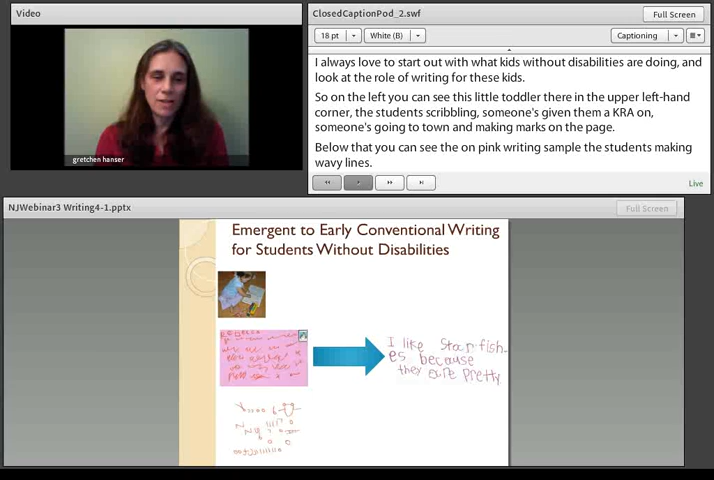 Video
gretchen hanser
ClosedCaptionPod_2.swf
Full Screen
18 pt
White (B)
Captioning
I always love to start out with what kids without disabilities are doing, and
look at the role of writing for these kids.
So on the left you can see this little toddler there in the upper left-hand
corner, the students scribbling, someone's given them a KRA on,
someone's going to town and making marks on the page.
Below that you can see the on pink writing sample the students making
wavy lines.
Live
NJWebinar3 Writing4-1.pptx
Full Screen
Emergent to Early Conventional Writing
for Students Without Disabilities
I like Star fish-
es because
they are pretty